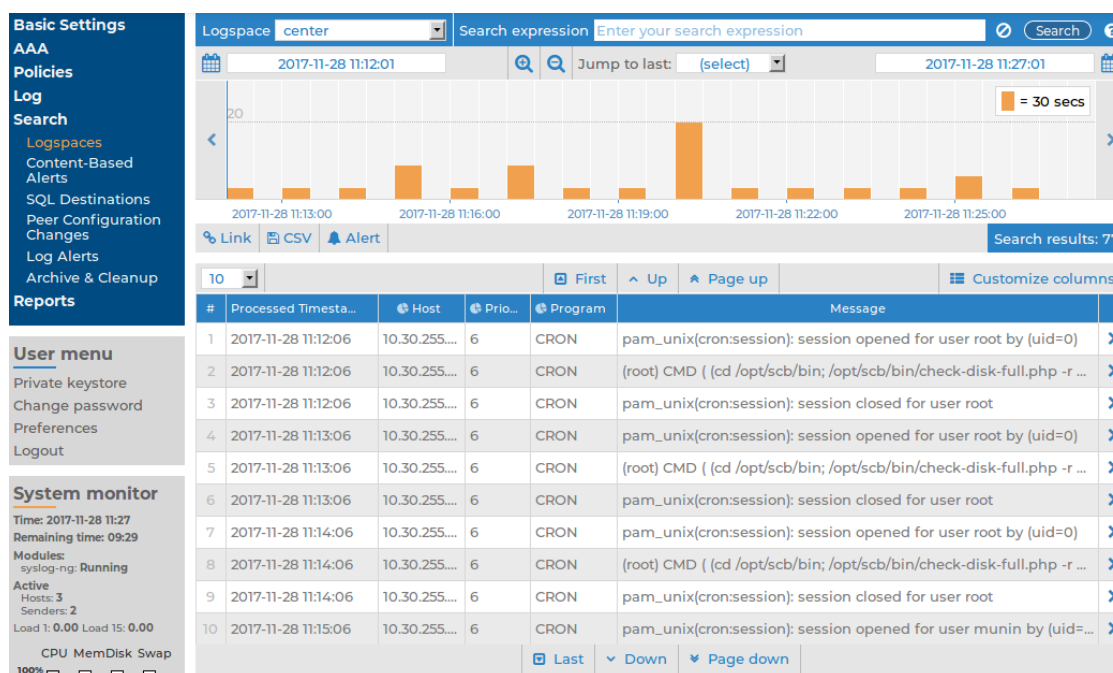 Basic Settings
AAA
Policies
Log
Search
Logspaces
Content-Based
Alerts
SQL Destinations
Peer Configuration
Changes
Log Alerts
Archive & Cleanup
Reports
User menu
Private keystore
Change password
Preferences
Logout
System monitor
Time: 2017-11-28 11:27
Remaining time: 09:29
Modules:
syslog-ng: Running
Active
Hosts: 3
Senders: 2
Load 1: 0.00 Load 15: 0.00
CPU Mem Disk Swap
100%
Logspace center Search expression Enter your search expression Search
2017-11-28 11:12:01 Jump to last: (select) 2017-11-28 11:27:01
= 30 secs
20
2017-11-28 11:13:00 2017-11-28 11:16:00 2017-11-28 11:19:00 2017-11-28 11:22:00 2017-11-28 11:25:00
Link CSV Alert Search results:
10 First Up Page up Customize columns
# Processed Timesta... Host Prio... Program Message
1 2017-11-28 11:12:06 10.30.255.... 6 CRON pam_unix(cron:session): session opened for user root by (uid=0)
2 2017-11-28 11:12:06 10.30.255.... 6 CRON (root) CMD ( (cd /opt/scb/bin; /opt/scb/bin/check-disk-full.php -r ...
3 2017-11-28 11:12:06 10.30.255.... 6 CRON pam_unix(cron:session): session closed for user root
4 2017-11-28 11:13:06 10.30.255.... 6 CRON pam_unix(cron:session): session opened for user root by (uid=0)
5 2017-11-28 11:13:06 10.30.255.... 6 CRON (root) CMD ( (cd /opt/scb/bin; /opt/scb/bin/check-disk-full.php -r ...
6 2017-11-28 11:13:06 10.30.255.... 6 CRON pam_unix(cron:session): session closed for user root
7 2017-11-28 11:14:06 10.30.255.... 6 CRON pam_unix(cron:session): session opened for user root by (uid=0)
8 2017-11-28 11:14:06 10.30.255.... 6 CRON (root) CMD ( (cd /opt/scb/bin; /opt/scb/bin/check-disk-full.php -r ...
9 2017-11-28 11:14:06 10.30.255.... 6 CRON pam_unix(cron:session): session closed for user root
10 2017-11-28 11:15:06 10.30.255.... 6 CRON pam_unix(cron:session): session opened for user munin by (uid=...
Last Down Page down